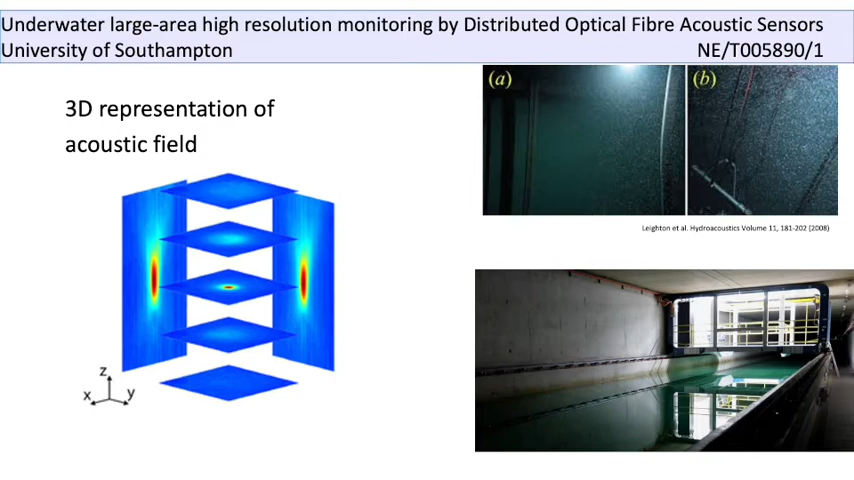 Underwater large-area high resolution monitoring by Distributed Optical Fibre Acoustic Sensors
University of Southampton NE/T005890/1
3D representation of
acoustic field
(a) (b)
Leighton et al. Hydroacoustics Volume 11, 181-202 (2008)
z
x y